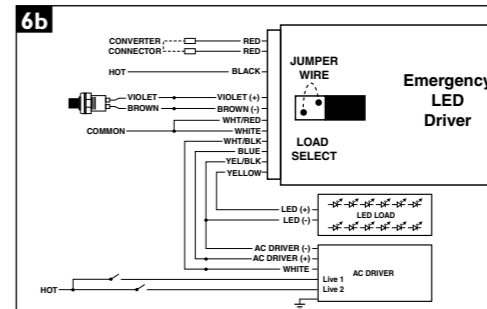 6b
CONVERTER RED
CONNECTOR RED
HOT BLACK
VIOLET VIOLET (+)
BROWN BROWN (-)
WHT/RED
COMMON WHITE
WHT/BLK
BLUE
YEL/BLK
YELLOW
JUMPER
WIRE
LOAD
SELECT
Emergency
LED
Driver
LED (+)
LED (-)
LED LOAD
AC DRIVER (-)
AC DRIVER (+)
WHITE
AC DRIVER
Live 1
HOT Live 2